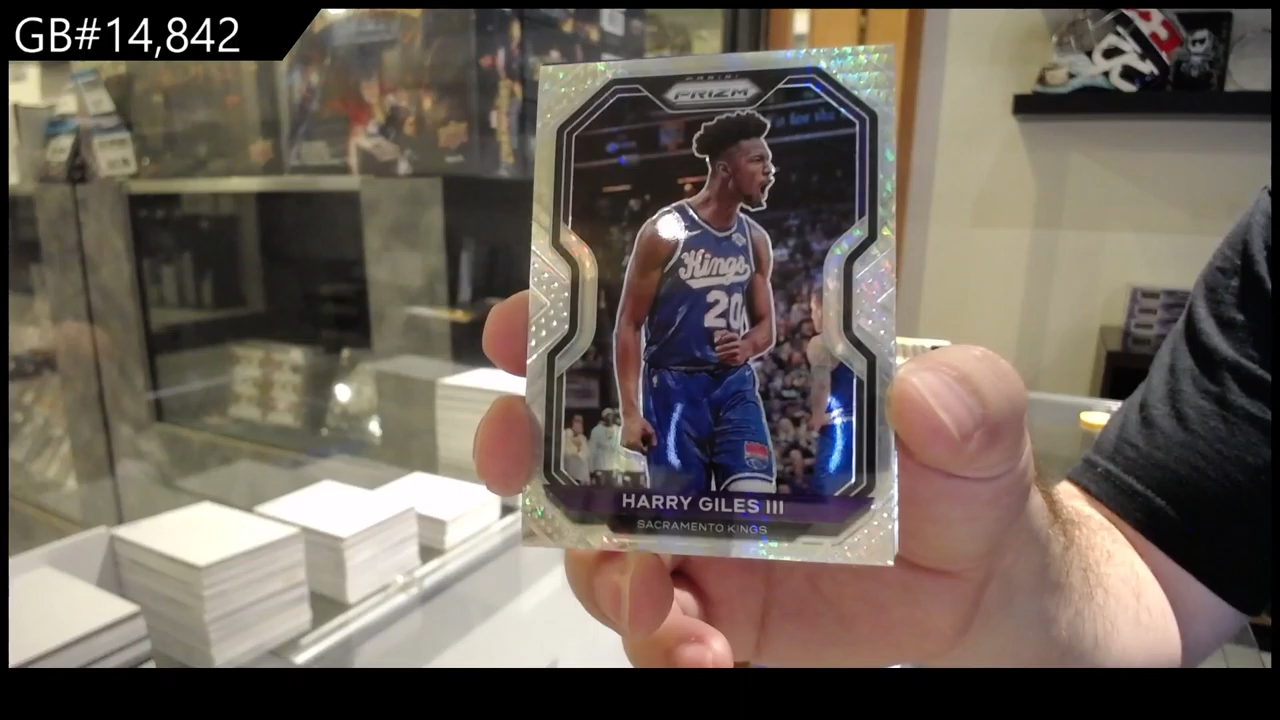 GB#14,842
PANINI
PRIZM
Kings
20
HARRY GILES III
SACRAMENTO KINGS